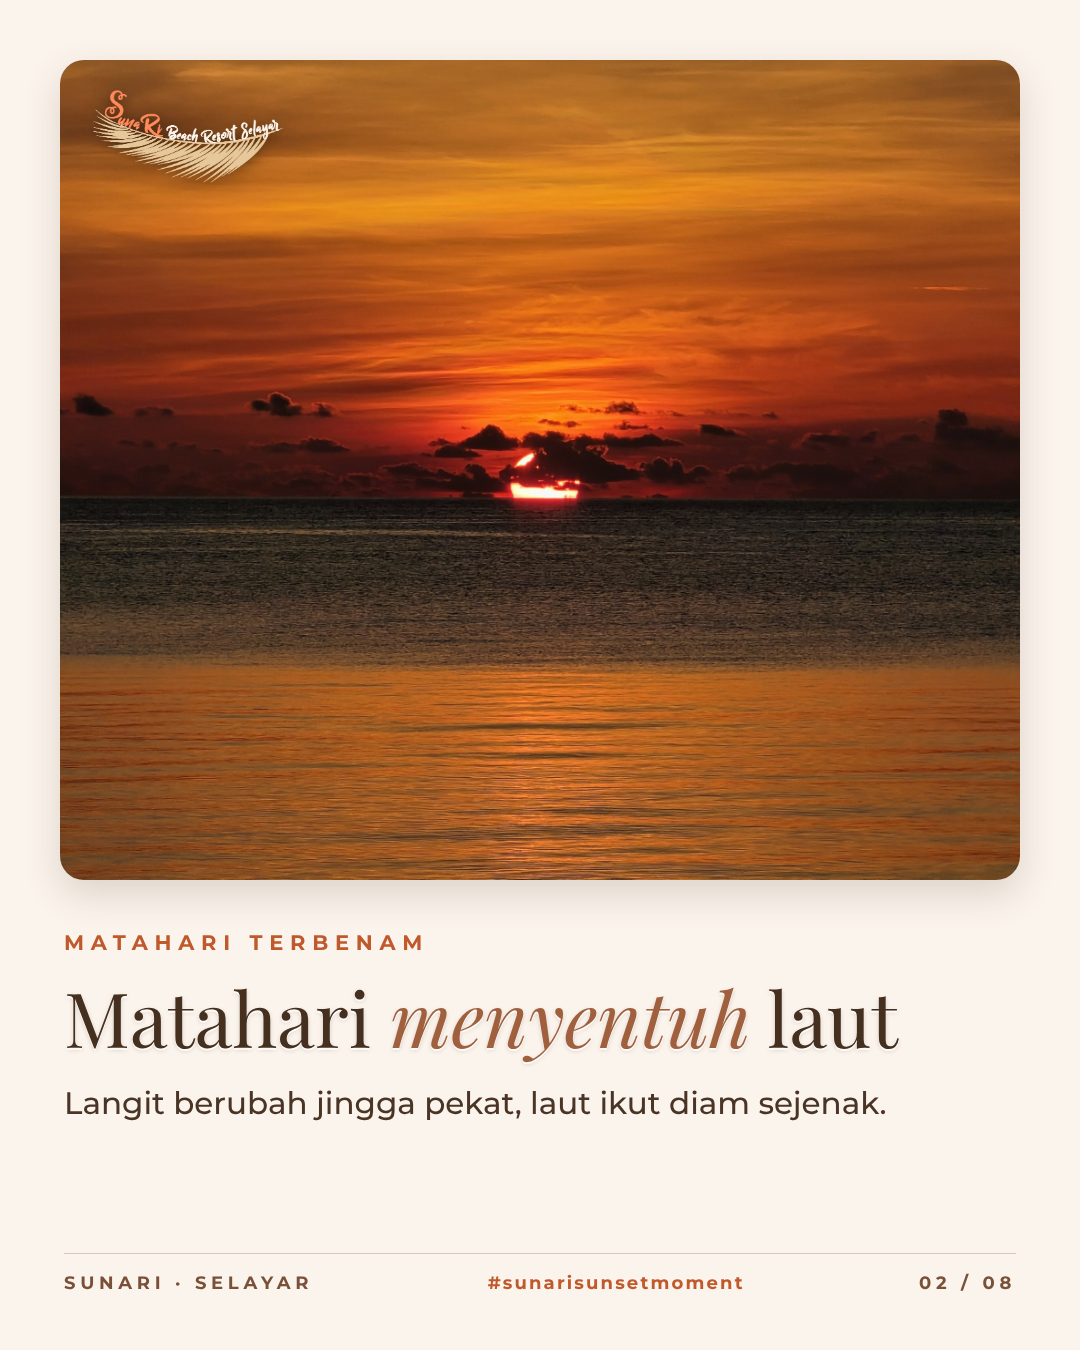 SunaRi Beach Resort Selayar
MATAHARI TERBENAM
Matahari menyentuh laut
Langit berubah jingga pekat, laut ikut diam sejenak.
SUNARI · SELAYAR
#sunarisunsetmoment
02 / 08